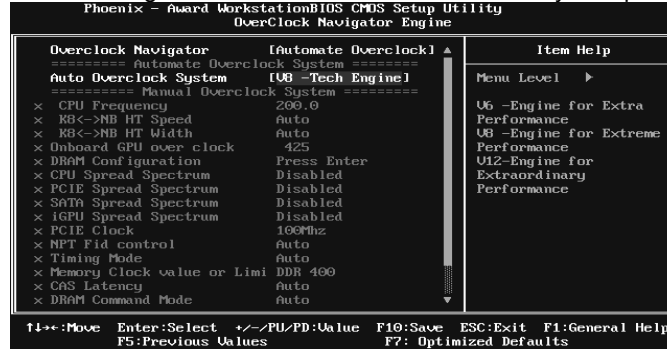 Phoenix - Award WorkstationBIOS CMOS Setup Utility
OverClock Navigator Engine
Overclock Navigator [Automate Overclock] ▲
========= Automate Overclock System ========
Auto Overclock System [V8 -Tech Engine]
========== Manual Overclock System =========
x CPU Frequency 200.0
x K8<->NB HT Speed Auto
x K8<->NB HT Width Auto
x Onboard GPU over clock 425
x DRAM Configuration Press Enter
x CPU Spread Spectrum Disabled
x PCIE Spread Spectrum Disabled
x SATA Spread Spectrum Disabled
x iGPU Spread Spectrum Disabled
x PCIE Clock 100Mhz
x NPT Fid control Auto
x Timing Mode Auto
x Memory Clock value or Limi DDR 400
x CAS Latency Auto
x DRAM Command Mode Auto ▼
Item Help
Menu Level ▶
V6 -Engine for Extra
Performance
V8 -Engine for Extreme
Performance
V12-Engine for
Extraordinary
Performance
↑↓→←:Move Enter:Select +/-/PU/PD:Value F10:Save ESC:Exit F1:General Help
F5:Previous Values F7: Optimized Defaults